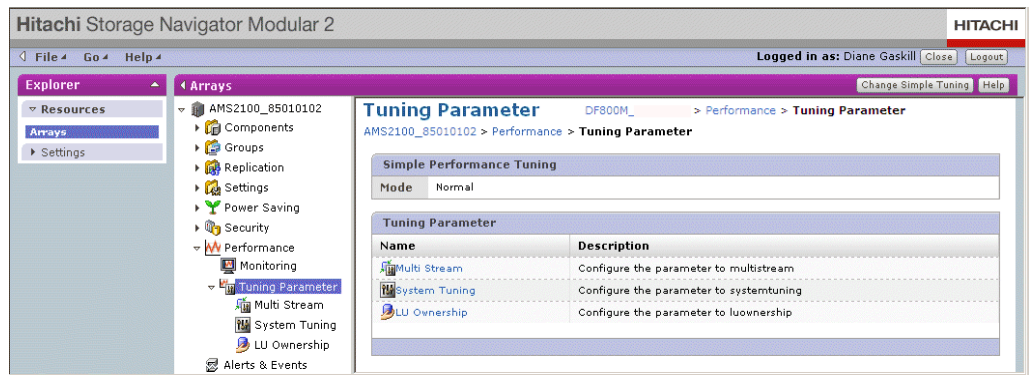 Hitachi Storage Navigator Modular 2
HITACHI
File Go Help
Logged in as: Diane Gaskill Close Logout
Explorer
Resources
Arrays
Settings
Arrays
Change Simple Tuning Help
AMS2100_85010102
Components
Groups
Replication
Settings
Power Saving
Security
Performance
Monitoring
Tuning Parameter
Multi Stream
System Tuning
LU Ownership
Alerts & Events
Tuning Parameter
DF800M_ > Performance > Tuning Parameter
AMS2100_85010102 > Performance > Tuning Parameter
Simple Performance Tuning
Mode Normal
Tuning Parameter
Name Description
Multi Stream Configure the parameter to multistream
System Tuning Configure the parameter to systemtuning
LU Ownership Configure the parameter to luownership